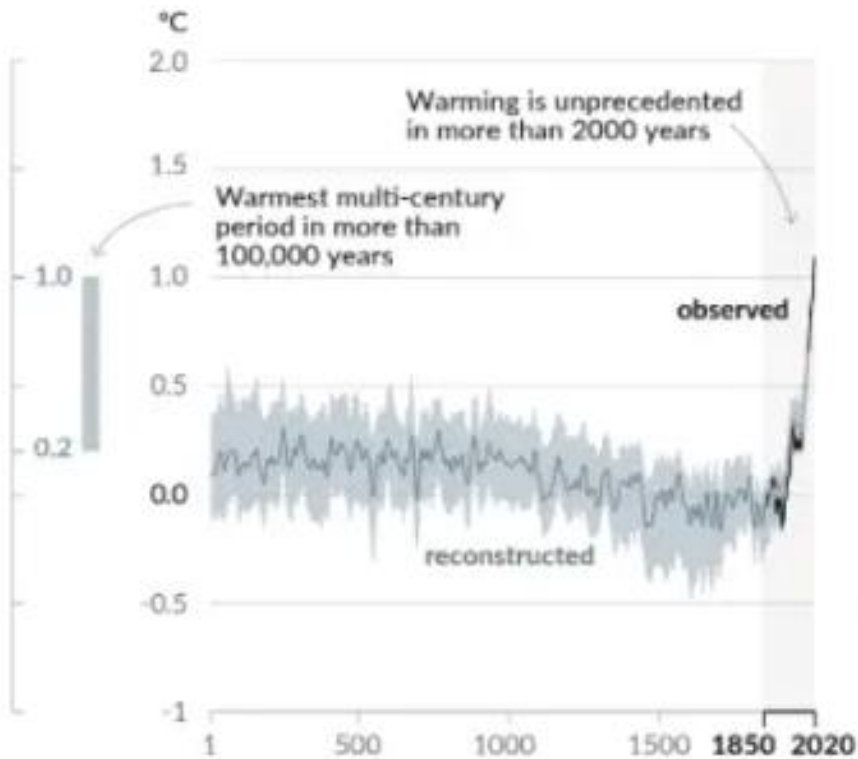 °C
2.0
Warming is unprecedented
in more than 2000 years
1.5
Warmest multi-century
period in more than
100,000 years
1.0
1.0
observed
0.5
0.2
0.0
reconstructed
-0.5
-1
1 500 1000 1500 1850 2020